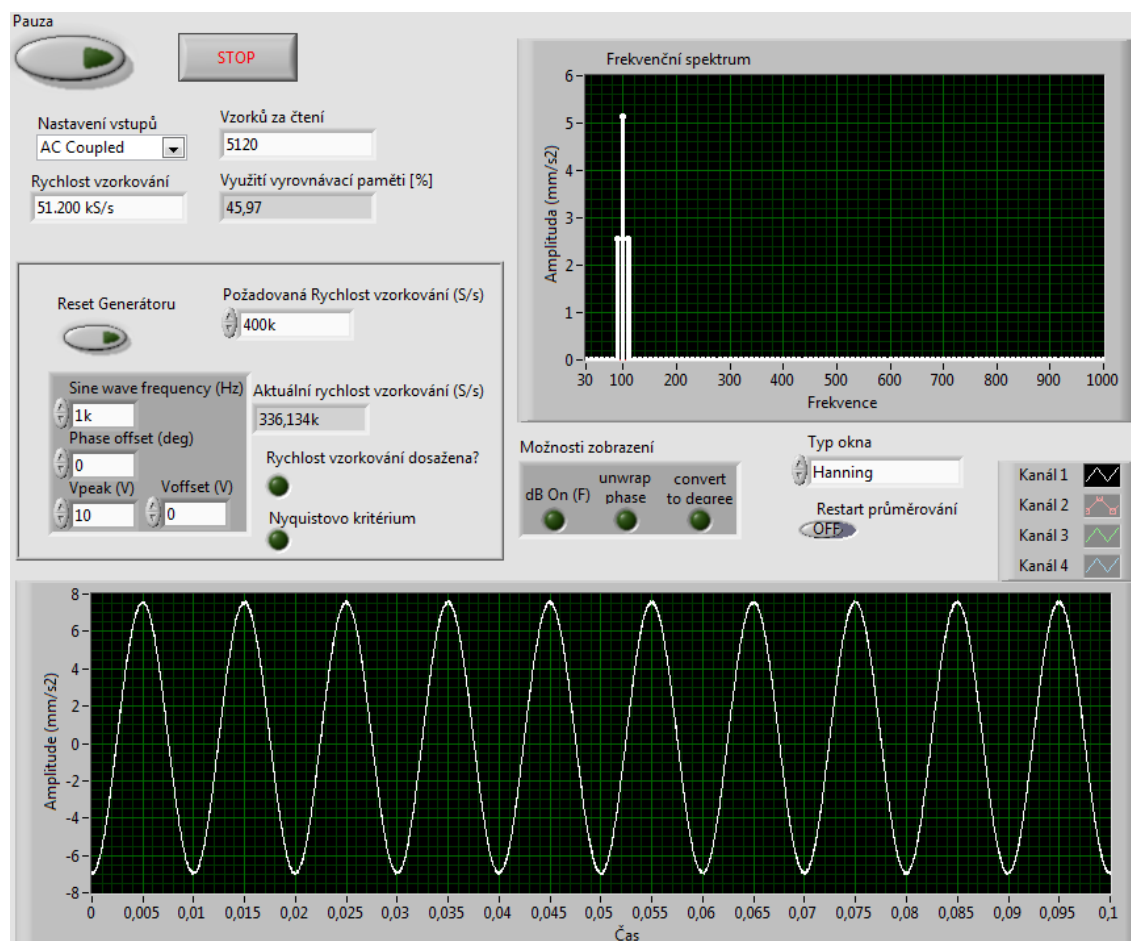 Pauza
STOP
Nastavení vstupů
AC Coupled
Vzorků za čtení
5120
Rychlost vzorkování
51.200 kS/s
Využití vyrovnávací paměti [%]
45,97
Frekvenční spektrum
Amplituda (mm/s2)
6
5
4
3
2
1
0
30 100 200 300 400 500 600 700 800 900 1000
Frekvence
Reset Generátoru
Požadovaná Rychlost vzorkování (S/s)
400k
Sine wave frequency (Hz)
1k
Phase offset (deg)
0
Vpeak (V) Voffset (V)
10 0
Aktuální rychlost vzorkování (S/s)
336,134k
Rychlost vzorkování dosažena?
Nyquistovo kritérium
Možnosti zobrazení
dB On (F)
unwrap
phase
convert
to degree
Typ okna
Hanning
Restart průměrování
OFF
Kanál 1
Kanál 2
Kanál 3
Kanál 4
Amplitude (mm/s2)
8
6
4
2
0
-2
-4
-6
-8
0 0,005 0,01 0,015 0,02 0,025 0,03 0,035 0,04 0,045 0,05 0,055 0,06 0,065 0,07 0,075 0,08 0,085 0,09 0,095 0,1
Čas